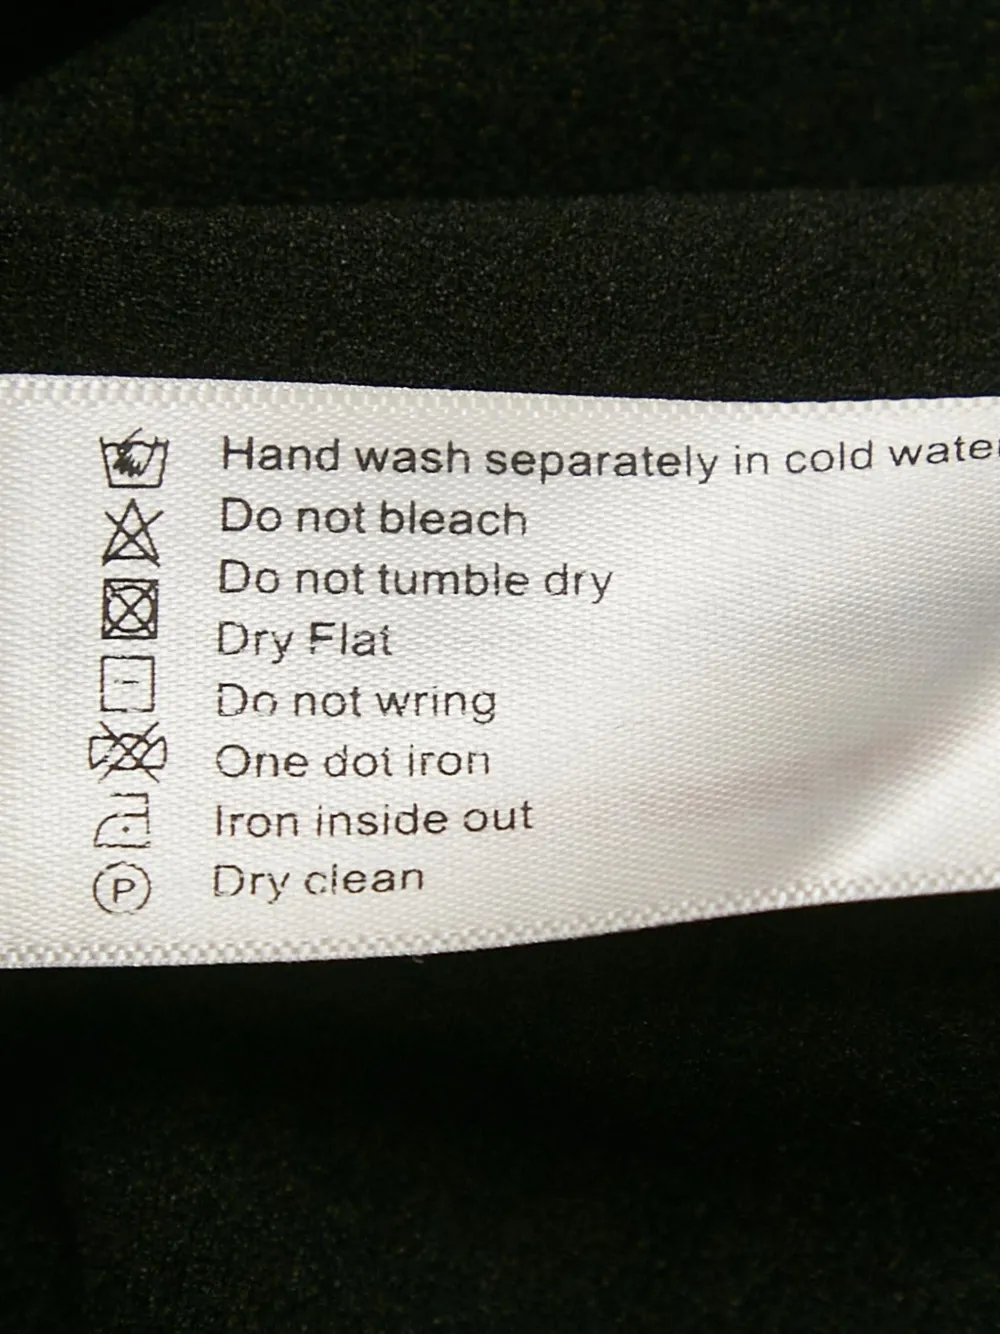 Hand wash separately in cold water
Do not bleach
Do not tumble dry
Dry Flat
Do not wring
One dot iron
Iron inside out
P Dry clean